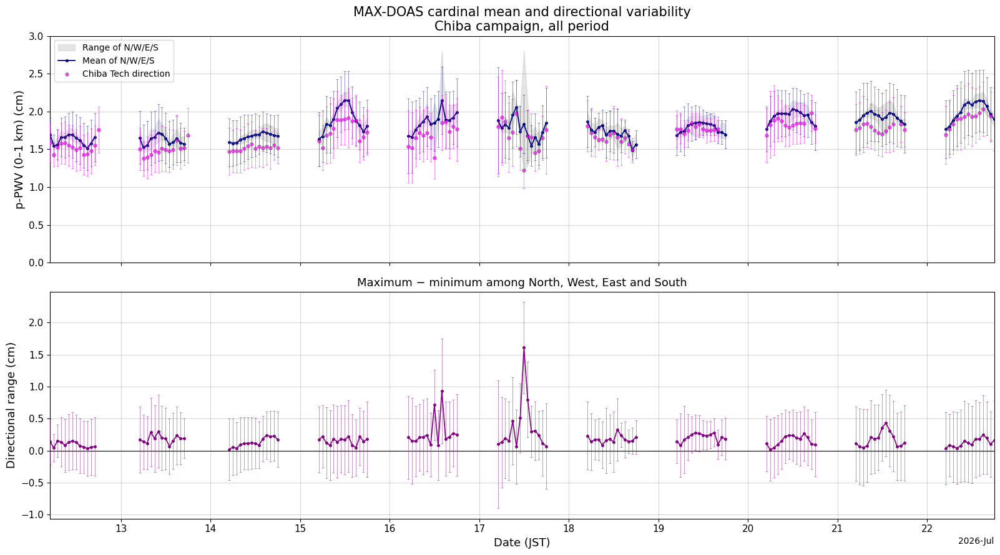 MAX-DOAS cardinal mean and directional variability
Chiba campaign, all period
p-PWV (0–1 km) (cm)
3.0
2.5
2.0
1.5
1.0
0.5
0.0
Range of N/W/E/S
Mean of N/W/E/S
Chiba Tech direction
Maximum − minimum among North, West, East and South
Directional range (cm)
2.0
1.5
1.0
0.5
0.0
−0.5
−1.0
13 14 15 16 17 18 19 20 21 22
Date (JST)
2026-Jul